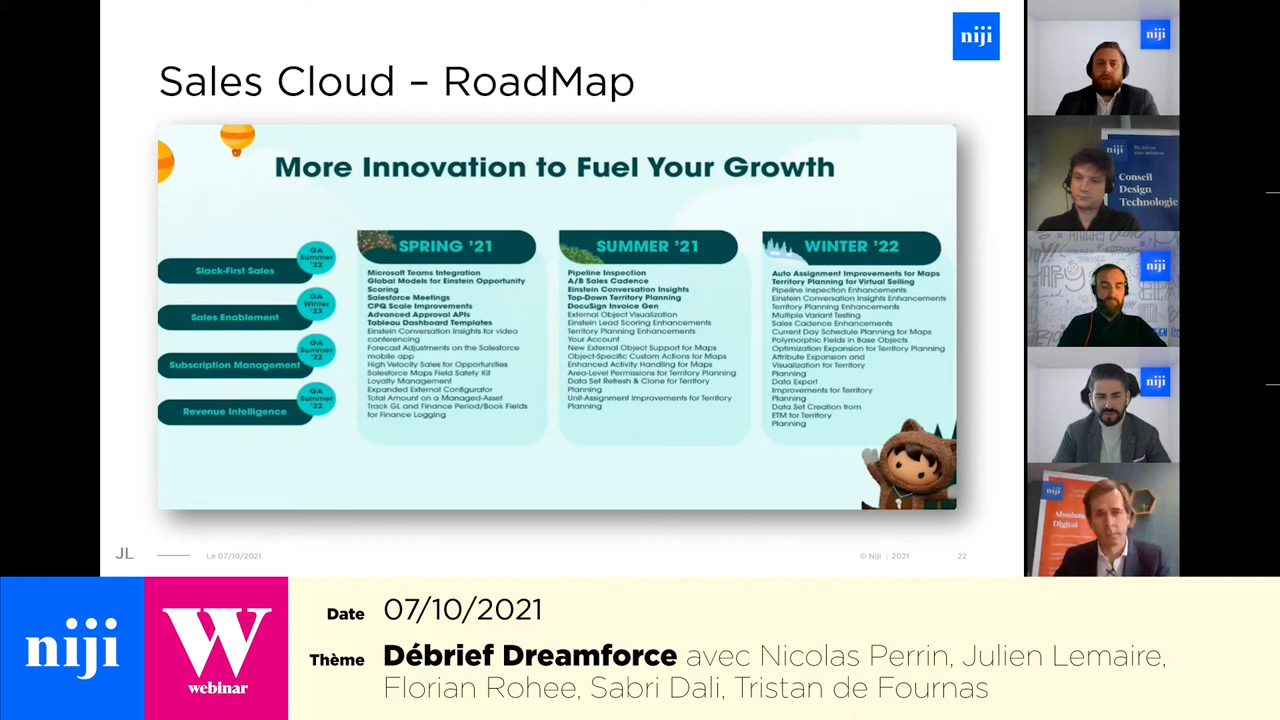 niji
Sales Cloud – RoadMap
More Innovation to Fuel Your Growth
Slack-First Sales
GA
Summer
'22
Sales Enablement
GA
Winter
'23
Subscription Management
GA
Summer
'22
Revenue Intelligence
GA
Summer
'22
SPRING '21
Microsoft Teams Integration
Global Models for Einstein Opportunity
Scoring
Salesforce Meetings
CPQ Scale Improvements
Advanced Approval APIs
Tableau Dashboard Templates
Einstein Conversation Insights for video
conferencing
Forecast Adjustments on the Salesforce
mobile app
High Velocity Sales for Opportunities
Salesforce Maps Field Safety Kit
Loyalty Management
Expanded External Configurator
Total Amount on a Managed-Asset
Track GL and Finance Period/Book Fields
for Finance Logging
SUMMER '21
Pipeline Inspection
A/B Sales Cadence
Einstein Conversation Insights
Top-Down Territory Planning
DocuSign Invoice Gen
External Object Visualization
Einstein Lead Scoring Enhancements
Territory Planning Enhancements
Your Account
New External Object Support for Maps
Object-Specific Custom Actions for Maps
Enhanced Activity Handling for Maps
Area-Level Permissions for Territory Planning
Data Set Refresh & Clone for Territory
Planning
Unit-Assignment Improvements for Territory
Planning
WINTER '22
Auto Assignment Improvements for Maps
Territory Planning for Virtual Selling
Pipeline Inspection Enhancements
Einstein Conversation Insights Enhancements
Territory Planning Enhancements
Multiple Variant Testing
Sales Cadence Enhancements
Current Day Schedule Planning for Maps
Polymorphic Fields in Base Objects
Optimization Expansion for Territory Planning
Attribute Expansion and
Visualization for Territory
Planning
Data Export
Improvements for Territory
Planning
Data Set Creation from
ETM for Territory
Planning
JL
Le 07/10/2021
© Niji | 2021
22
niji
niji
Conseil
Design
Technologie
niji
niji
niji
Digital
niji
W
webinar
Date 07/10/2021
Thème Débrief Dreamforce avec Nicolas Perrin, Julien Lemaire,
Florian Rohee, Sabri Dali, Tristan de Fournas